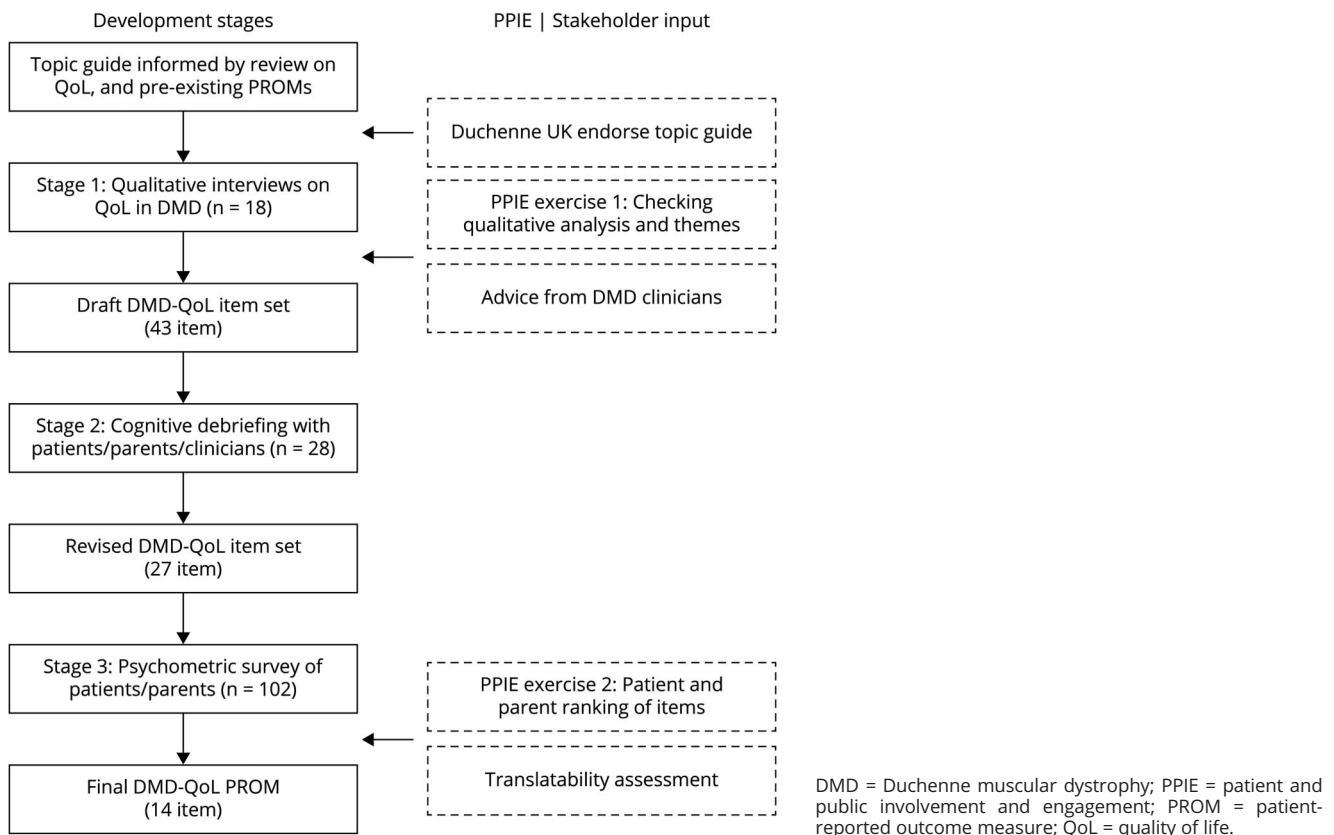 Development stages
PPIE | Stakeholder input
Topic guide informed by review on
QoL, and pre-existing PROMs
Duchenne UK endorse topic guide
Stage 1: Qualitative interviews on
QoL in DMD (n = 18)
PPIE exercise 1: Checking
qualitative analysis and themes
Advice from DMD clinicians
Draft DMD-QoL item set
(43 item)
Stage 2: Cognitive debriefing with
patients/parents/clinicians (n = 28)
Revised DMD-QoL item set
(27 item)
Stage 3: Psychometric survey of
patients/parents (n = 102)
PPIE exercise 2: Patient and
parent ranking of items
Translatability assessment
Final DMD-QoL PROM
(14 item)
DMD = Duchenne muscular dystrophy; PPIE = patient and
public involvement and engagement; PROM = patient-
reported outcome measure; QoL = quality of life.